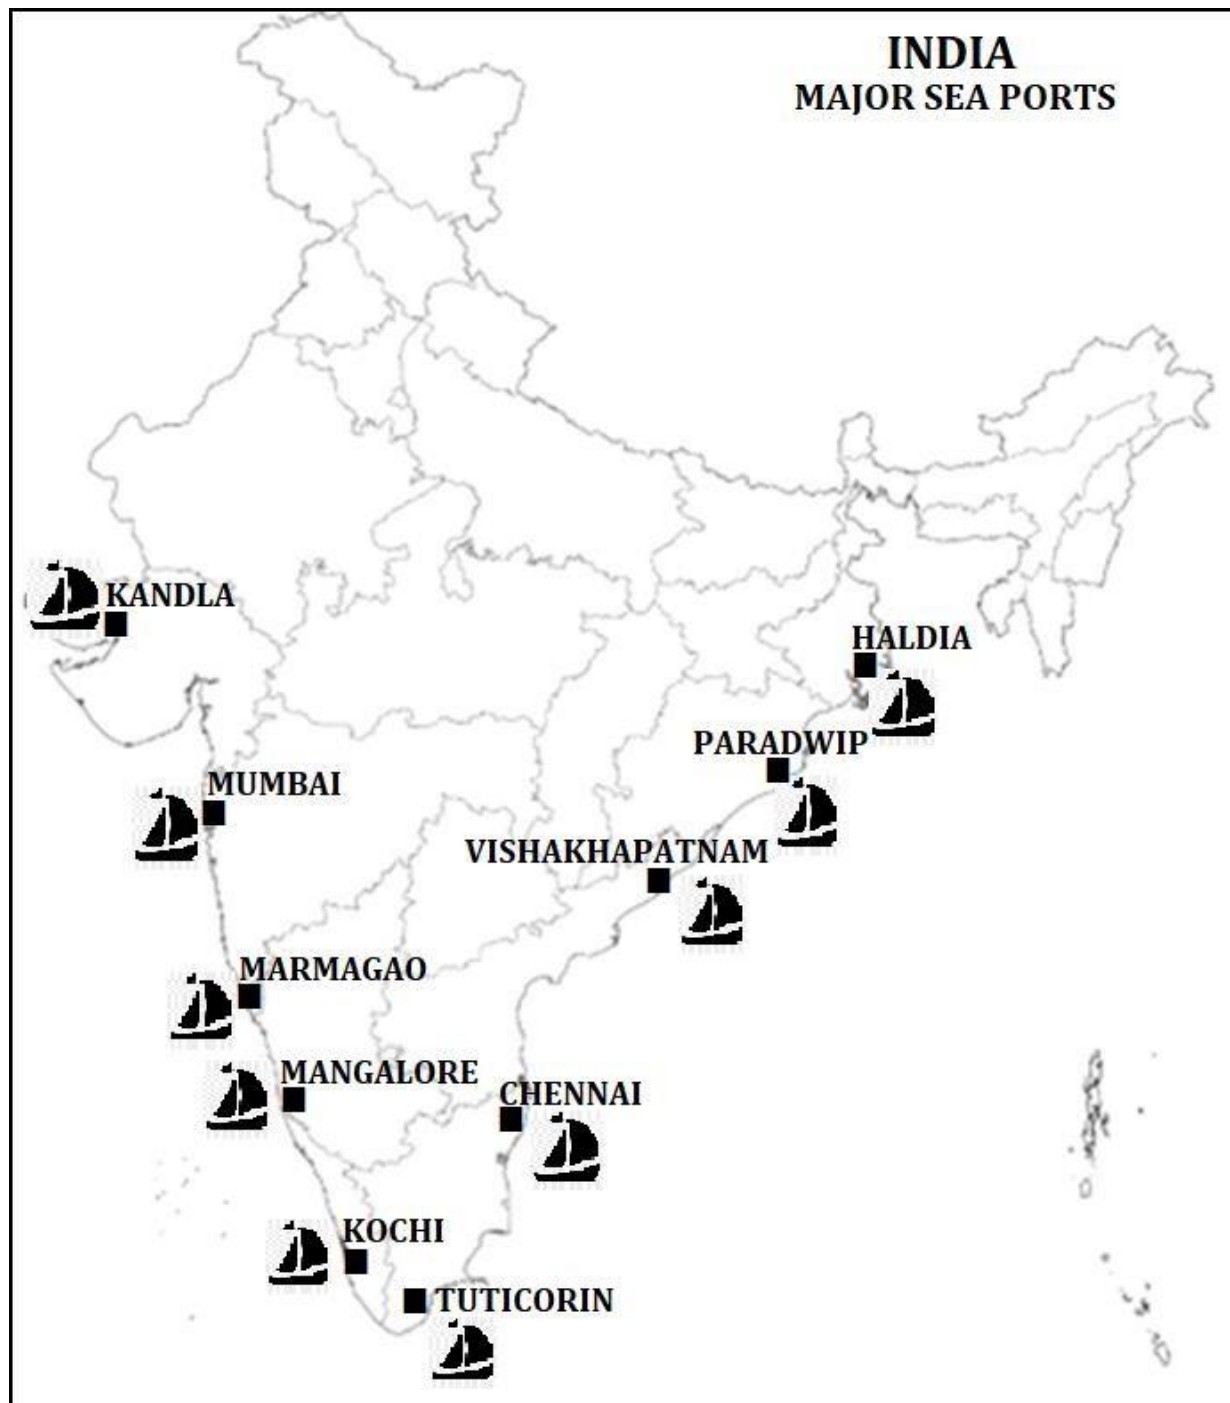 INDIA
MAJOR SEA PORTS
KANDLA
HALDIA
PARADWIP
MUMBAI
VISHAKHAPATNAM
MARMAGAO
MANGALORE
CHENNAI
KOCHI
TUTICORIN